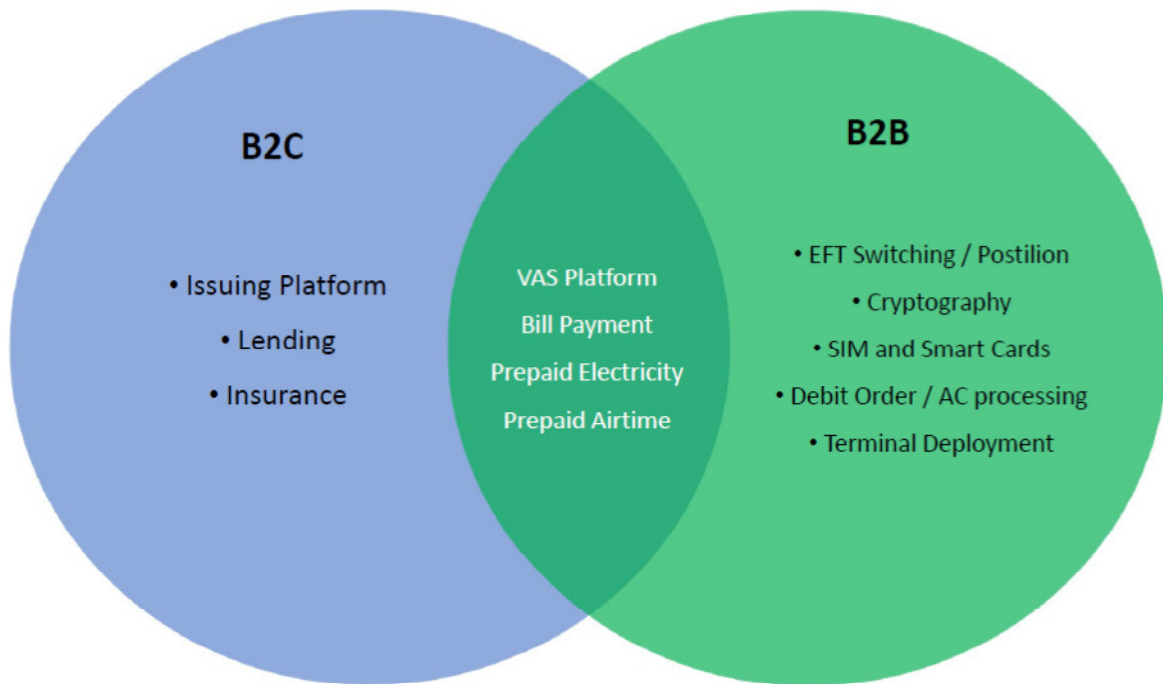 B2C
• Issuing Platform
• Lending
• Insurance
VAS Platform
Bill Payment
Prepaid Electricity
Prepaid Airtime
B2B
• EFT Switching / Postilion
• Cryptography
• SIM and Smart Cards
• Debit Order / AC processing
• Terminal Deployment